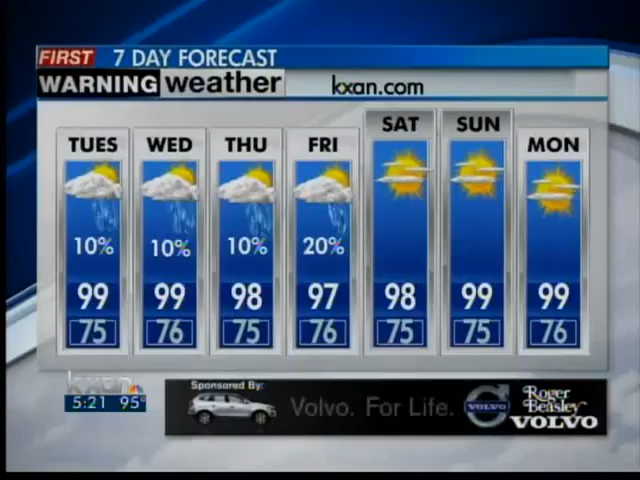 FIRST 7 DAY FORECAST
WARNING weather kxan.com
TUES WED THU FRI SAT SUN MON
10% 10% 10% 20%
99 99 98 97 98 99 99
75 76 75 76 75 75 76
kxan
5:21 95°
Sponsored By:
Volvo. For Life.
VOLVO
Roger
Beasley
VOLVO